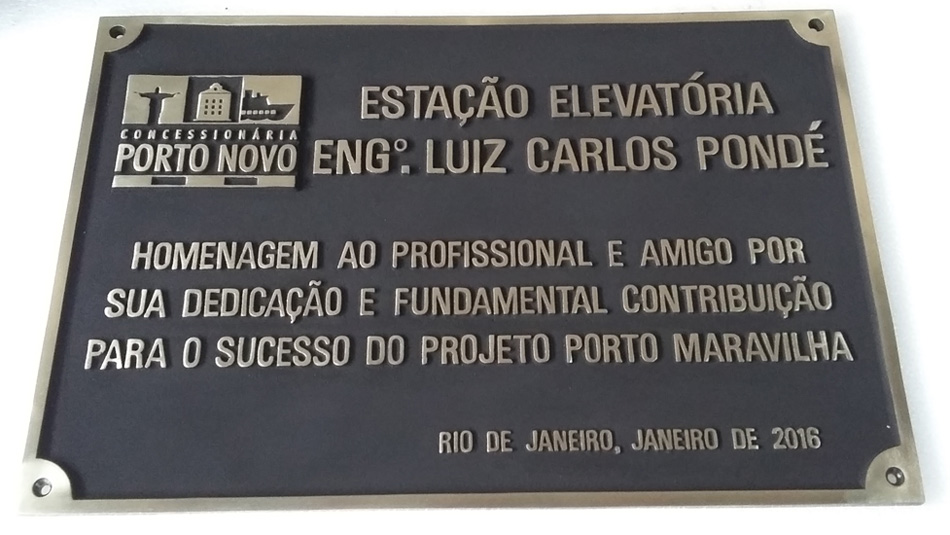 CONCESSIONÁRIA
PORTO NOVO
ESTAÇÃO ELEVATÓRIA
ENGº. LUIZ CARLOS PONDÉ
HOMENAGEM AO PROFISSIONAL E AMIGO POR
SUA DEDICAÇÃO E FUNDAMENTAL CONTRIBUIÇÃO
PARA O SUCESSO DO PROJETO PORTO MARAVILHA
RIO DE JANEIRO, JANEIRO DE 2016